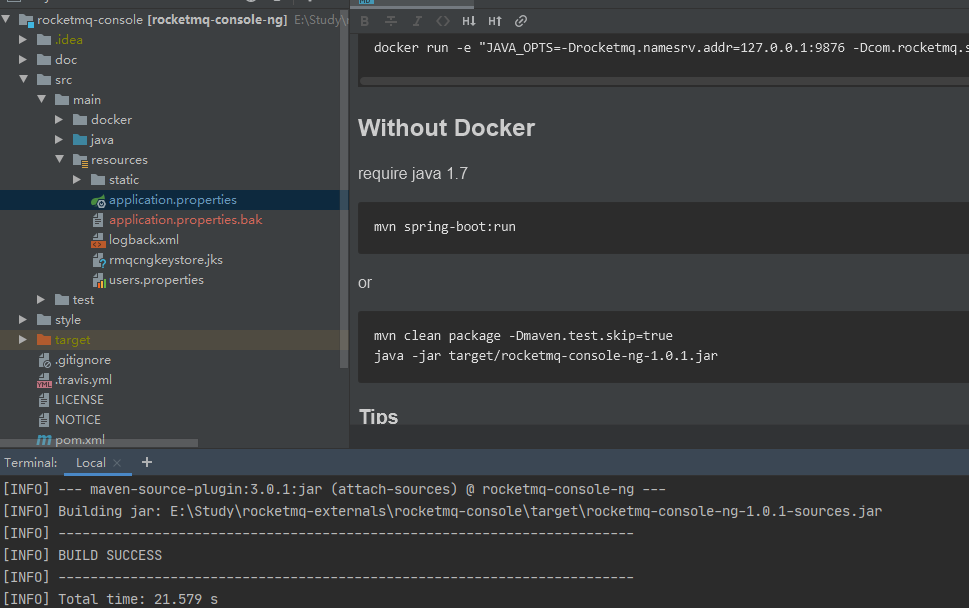 rocketmq-console [rocketmq-console-ng] E:\Study\r
.idea
doc
src
main
docker
java
resources
static
application.properties
application.properties.bak
logback.xml
rmqcngkeystore.jks
users.properties
test
style
target
.gitignore
.travis.yml
LICENSE
NOTICE
pom.xml
B I <> H↓ H↑
docker run -e "JAVA_OPTS=-Drocketmq.namesrv.addr=127.0.0.1:9876 -Dcom.rocketmq.s
Without Docker
require java 1.7
mvn spring-boot:run
or
mvn clean package -Dmaven.test.skip=true
java -jar target/rocketmq-console-ng-1.0.1.jar
Tips
Terminal: Local × +
[INFO] --- maven-source-plugin:3.0.1:jar (attach-sources) @ rocketmq-console-ng ---
[INFO] Building jar: E:\Study\rocketmq-externals\rocketmq-console\target\rocketmq-console-ng-1.0.1-sources.jar
[INFO] ------------------------------------------------------------------------
[INFO] BUILD SUCCESS
[INFO] ------------------------------------------------------------------------
[INFO] Total time: 21.579 s